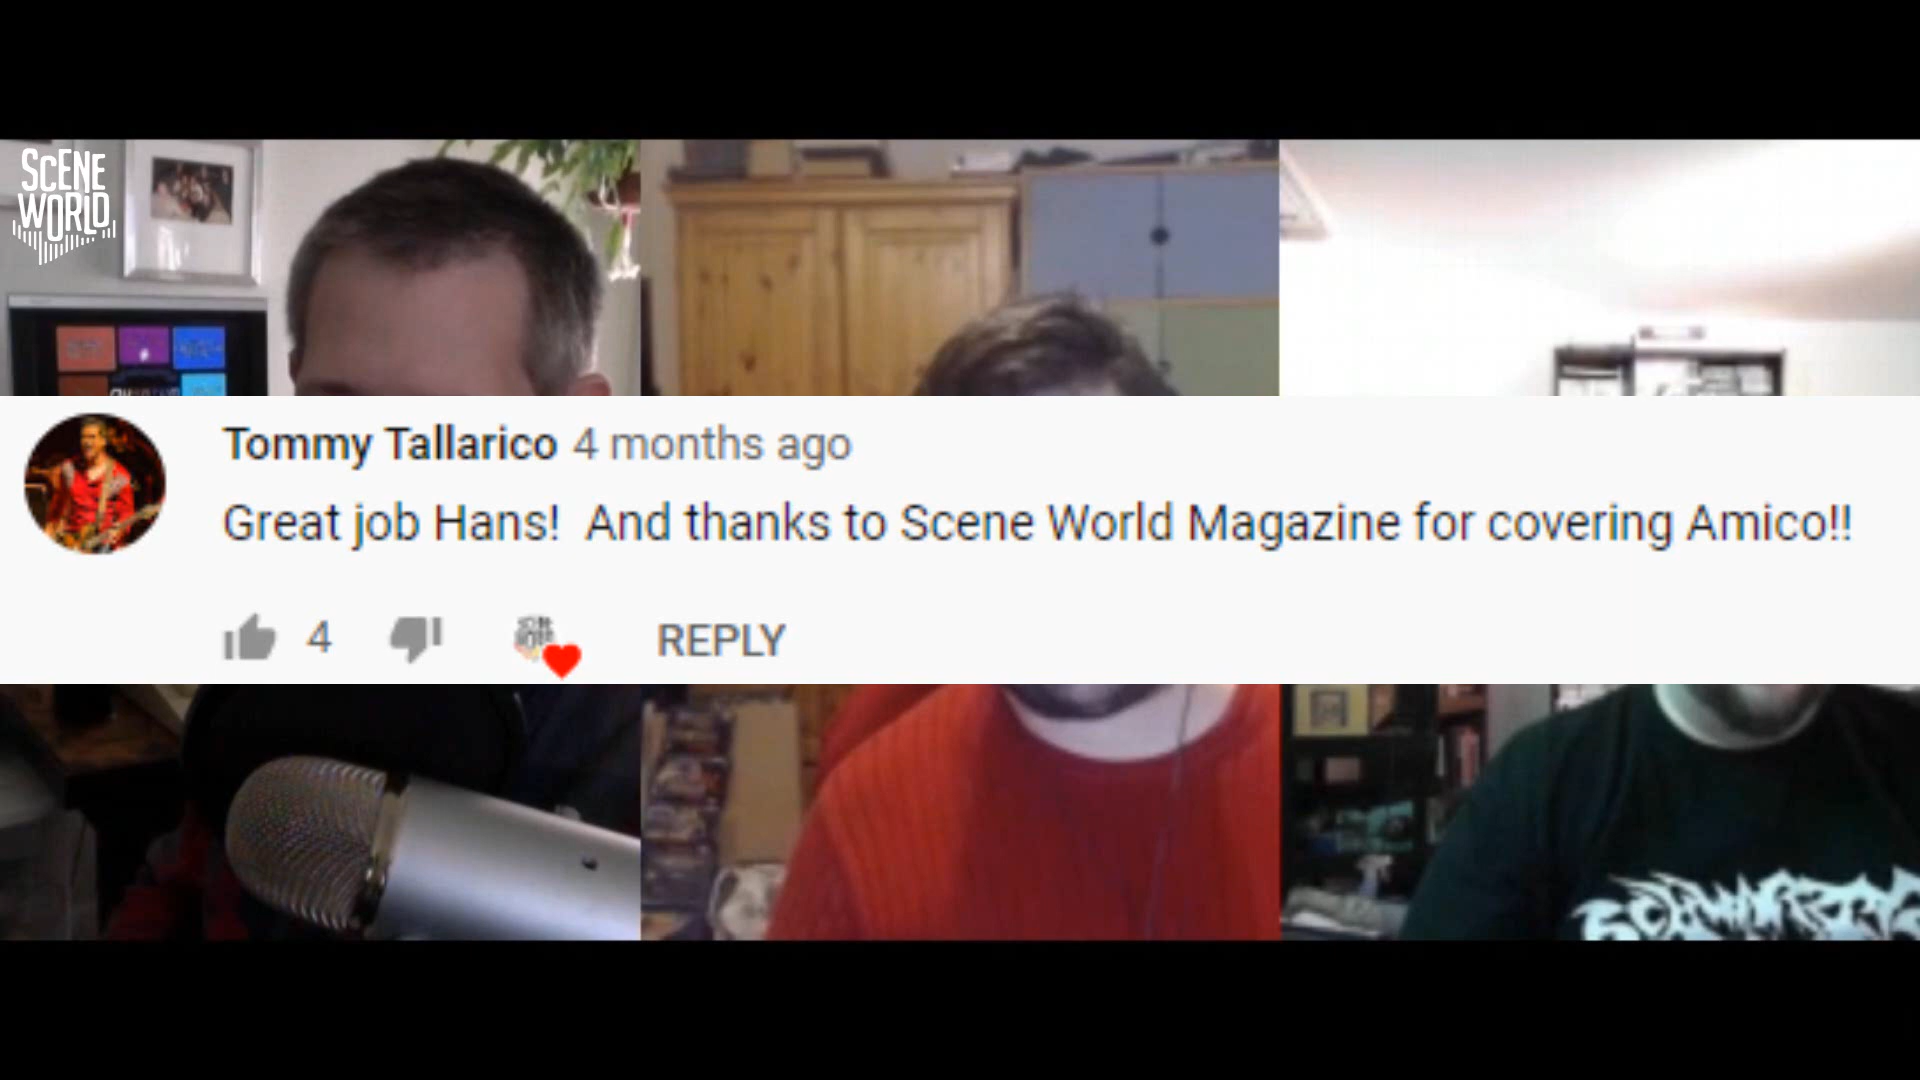 SCENE
WORLD
Tommy Tallarico 4 months ago
Great job Hans!  And thanks to Scene World Magazine for covering Amico!!
4
REPLY